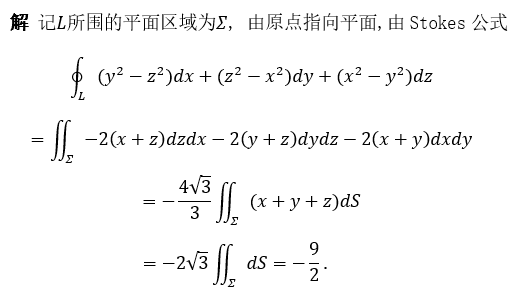 解 记L所围的平面区域为Σ, 由原点指向平面,由 Stokes 公式
∮_L (y² − z²)dx + (z² − x²)dy + (x² − y²)dz
= ∬_Σ −2(x + z)dzdx − 2(y + z)dydz − 2(x + y)dxdy
= −4√3/3 ∬_Σ (x + y + z)dS
= −2√3 ∬_Σ dS = −9/2.